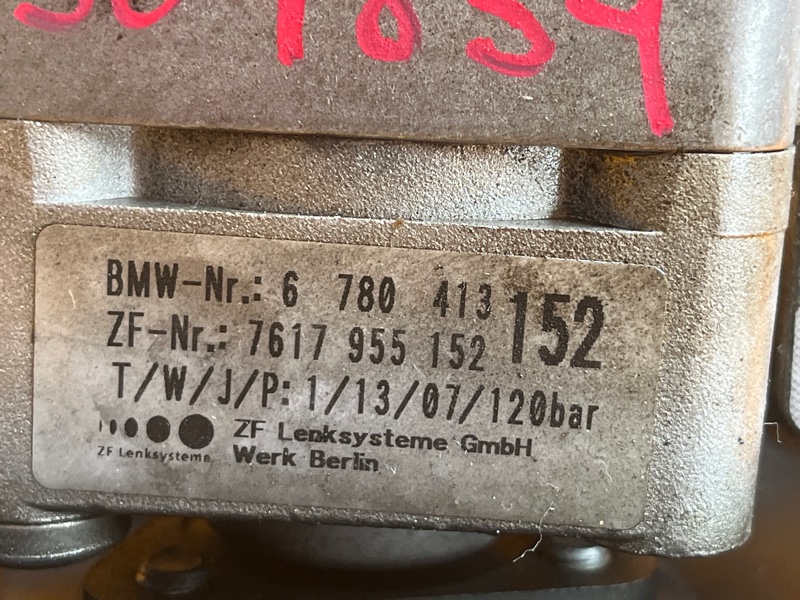 1834
BMW-Nr.: 6 780 413
152
ZF-Nr.: 7617 955 152
T/W/J/P: 1/13/07/120bar
ZF Lenksysteme GmbH
ZF Lenksysteme Werk Berlin